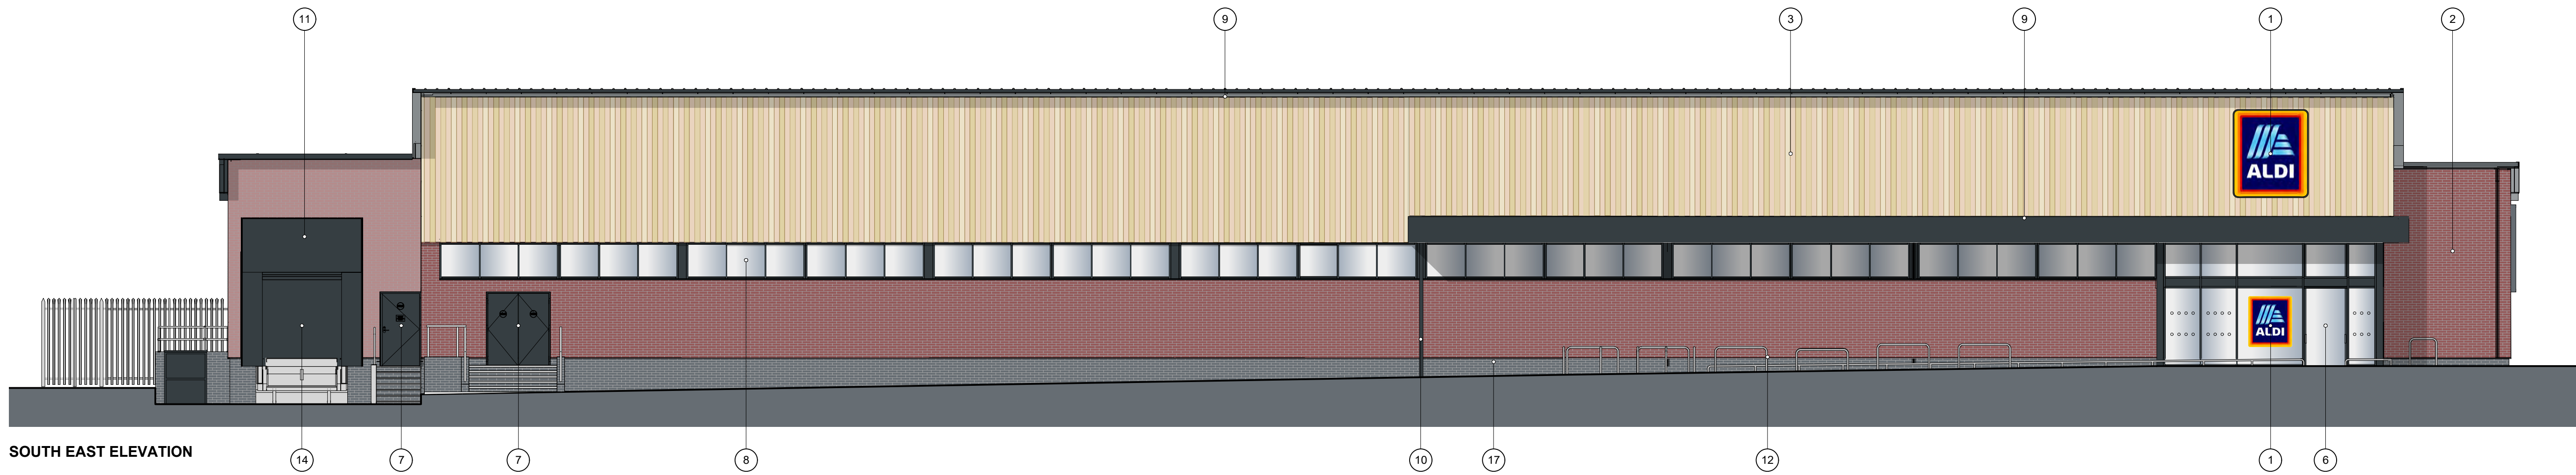 11 9 3 9 1 2
ALDI
ALDI
SOUTH EAST ELEVATION
14 7 7 8 10 17 12 1 6